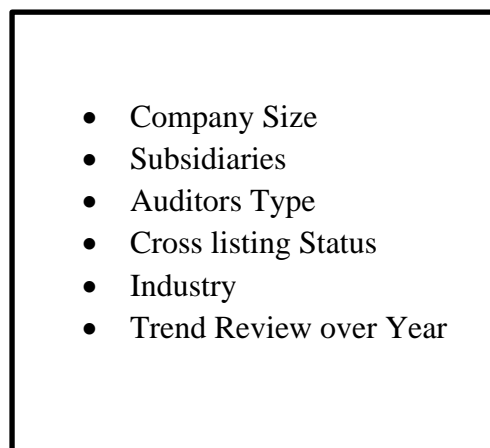 • Company Size
• Subsidiaries
• Auditors Type
• Cross listing Status
• Industry
• Trend Review over Year